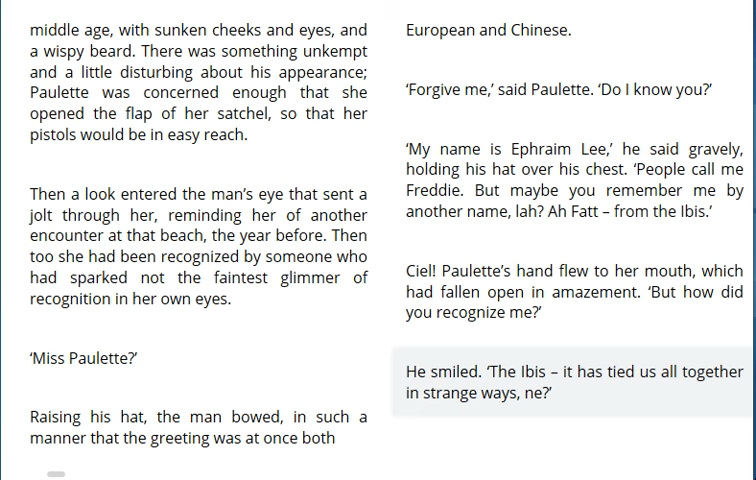 middle age, with sunken cheeks and eyes, and
a wispy beard. There was something unkempt
and a little disturbing about his appearance;
Paulette was concerned enough that she
opened the flap of her satchel, so that her
pistols would be in easy reach.
Then a look entered the man’s eye that sent a
jolt through her, reminding her of another
encounter at that beach, the year before. Then
too she had been recognized by someone who
had sparked not the faintest glimmer of
recognition in her own eyes.
‘Miss Paulette?’
Raising his hat, the man bowed, in such a
manner that the greeting was at once both
European and Chinese.
‘Forgive me,’ said Paulette. ‘Do I know you?’
‘My name is Ephraim Lee,’ he said gravely,
holding his hat over his chest. ‘People call me
Freddie. But maybe you remember me by
another name, lah? Ah Fatt – from the Ibis.’
Ciel! Paulette’s hand flew to her mouth, which
had fallen open in amazement. ‘But how did
you recognize me?’
He smiled. ‘The Ibis – it has tied us all together
in strange ways, ne?’